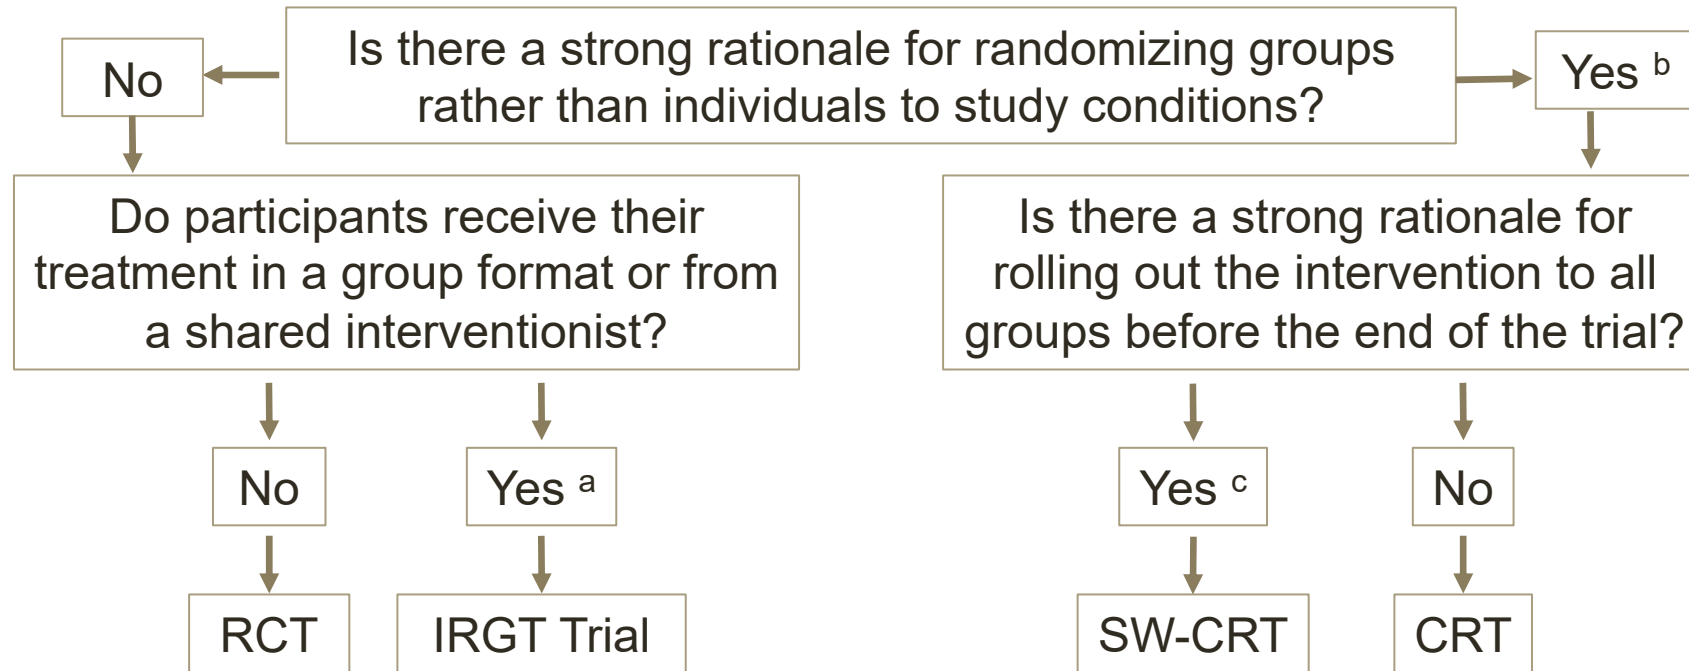 Is there a strong rationale for randomizing groups
rather than individuals to study conditions?
No
Yes ᵇ
Do participants receive their
treatment in a group format or from
a shared interventionist?
Is there a strong rationale for
rolling out the intervention to all
groups before the end of the trial?
No
Yes ᵃ
Yes ᶜ
No
RCT
IRGT Trial
SW-CRT
CRT